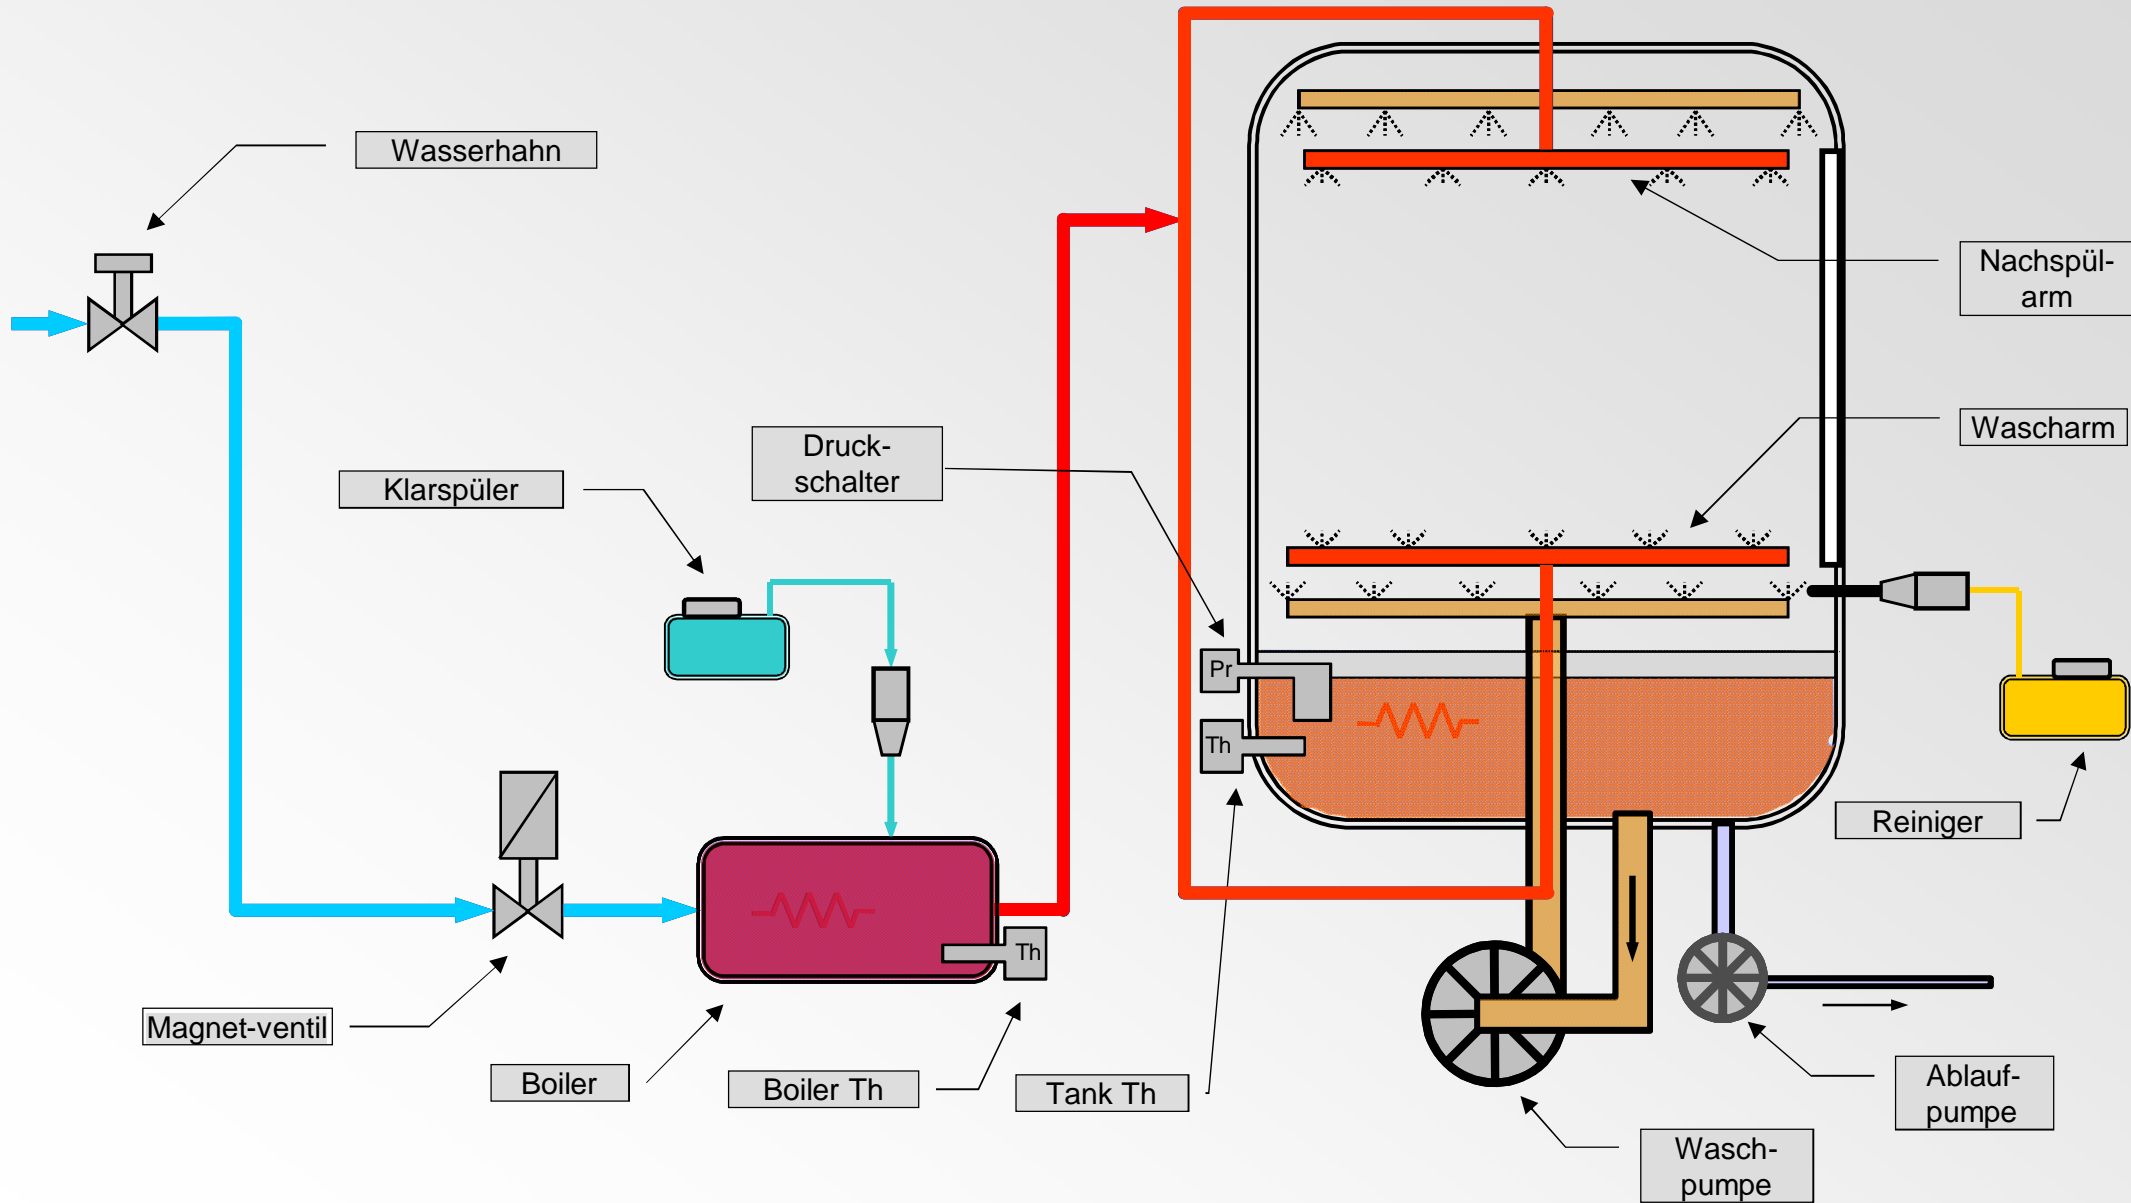 Wasserhahn
Nachspül-
arm
Wascharm
Druck-
schalter
Klarspüler
Pr
Th
Reiniger
Th
Magnet-ventil
Boiler
Boiler Th
Tank Th
Ablauf-
pumpe
Wasch-
pumpe